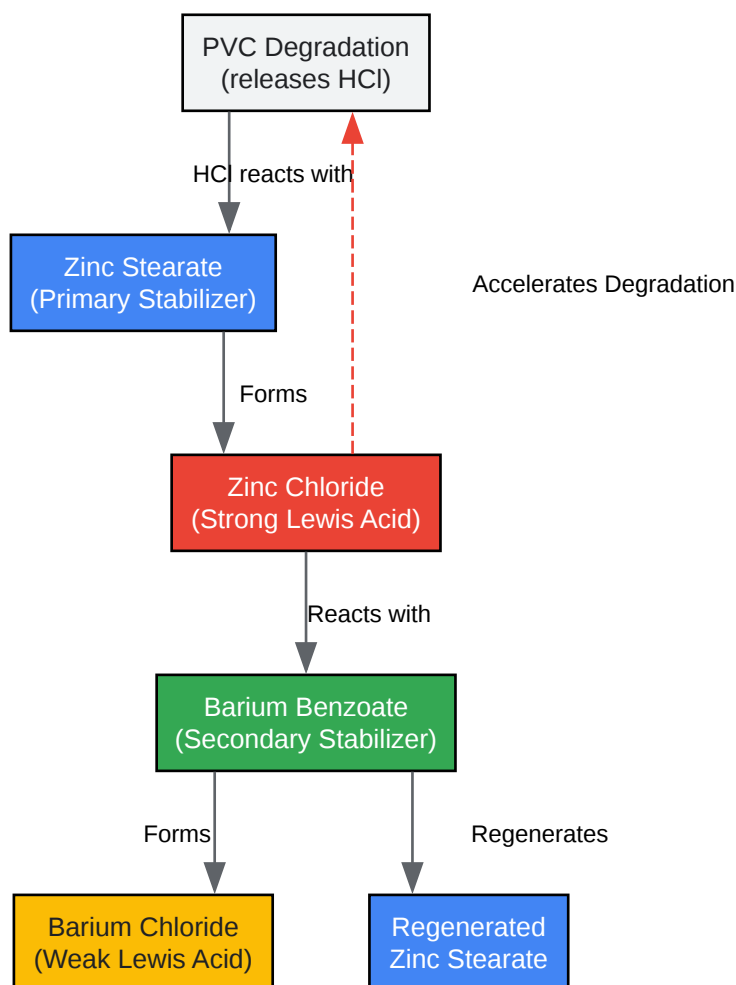 PVC Degradation
(releases HCl)
HCl reacts with
Zinc Stearate
(Primary Stabilizer)
Accelerates Degradation
Forms
Zinc Chloride
(Strong Lewis Acid)
Reacts with
Barium Benzoate
(Secondary Stabilizer)
Forms
Regenerates
Barium Chloride
(Weak Lewis Acid)
Regenerated
Zinc Stearate